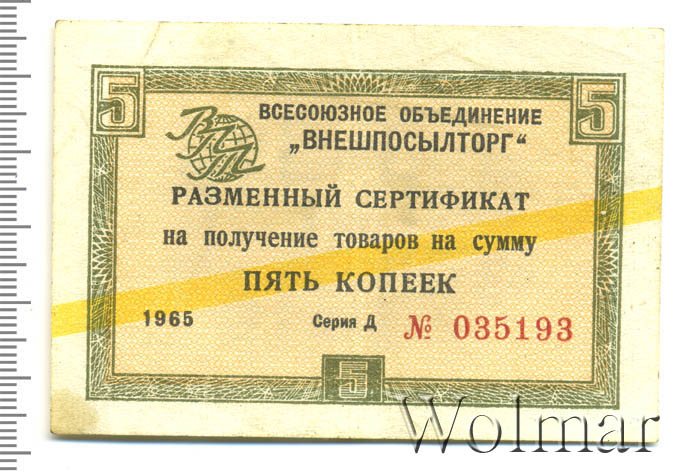 5 5
ВСЕСОЮЗНОЕ ОБЪЕДИНЕНИЕ
„ВНЕШПОСЫЛТОРГ“
ВПТ
РАЗМЕННЫЙ СЕРТИФИКАТ
на получение товаров на сумму
ПЯТЬ КОПЕЕК
1965 Серия Д № 035193
5
Wolmar